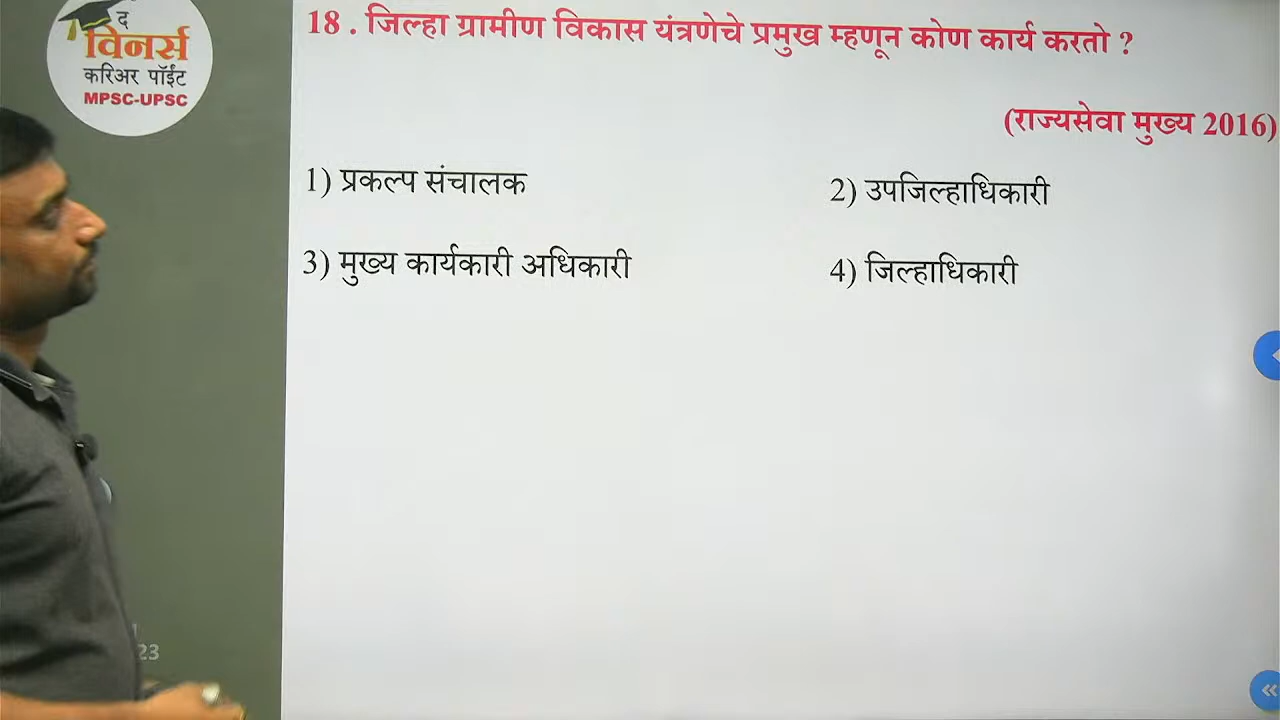 द
विनर्स
करिअर पॉईंट
MPSC-UPSC
18 . जिल्हा ग्रामीण विकास यंत्रणेचे प्रमुख म्हणून कोण कार्य करतो ?
(राज्यसेवा मुख्य 2016)
1) प्रकल्प संचालक
2) उपजिल्हाधिकारी
3) मुख्य कार्यकारी अधिकारी
4) जिल्हाधिकारी
23